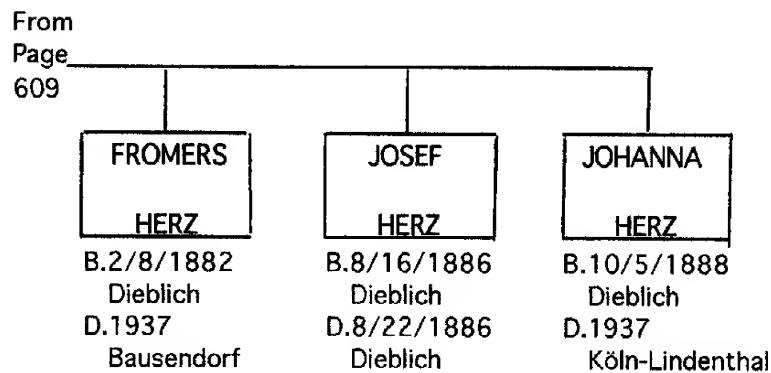 From
Page
609
FROMERS
HERZ
B.2/8/1882
Dieblich
D.1937
Bausendorf
JOSEF
HERZ
B.8/16/1886
Dieblich
D.8/22/1886
Dieblich
JOHANNA
HERZ
B.10/5/1888
Dieblich
D.1937
Köln-Lindenthal